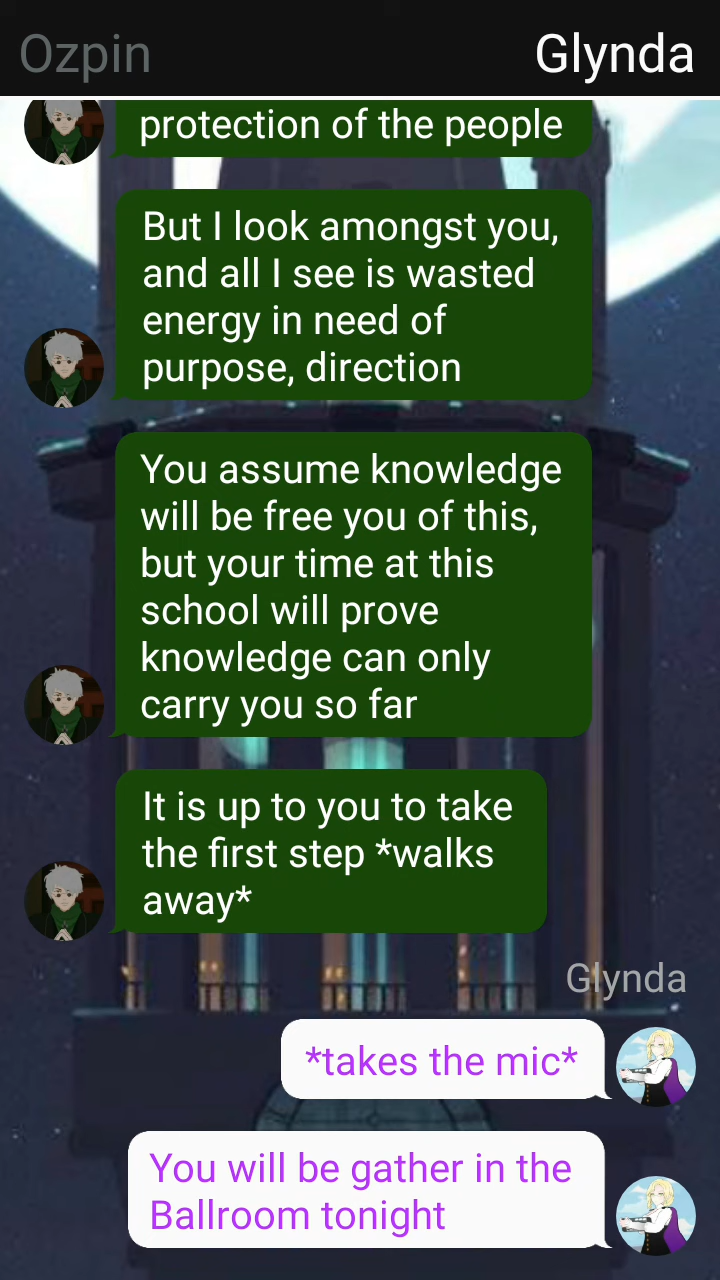 Ozpin
Glynda
protection of the people
But I look amongst you,
and all I see is wasted
energy in need of
purpose, direction
You assume knowledge
will be free you of this,
but your time at this
school will prove
knowledge can only
carry you so far
It is up to you to take
the first step *walks
away*
Glynda
*takes the mic*
You will be gather in the
Ballroom tonight